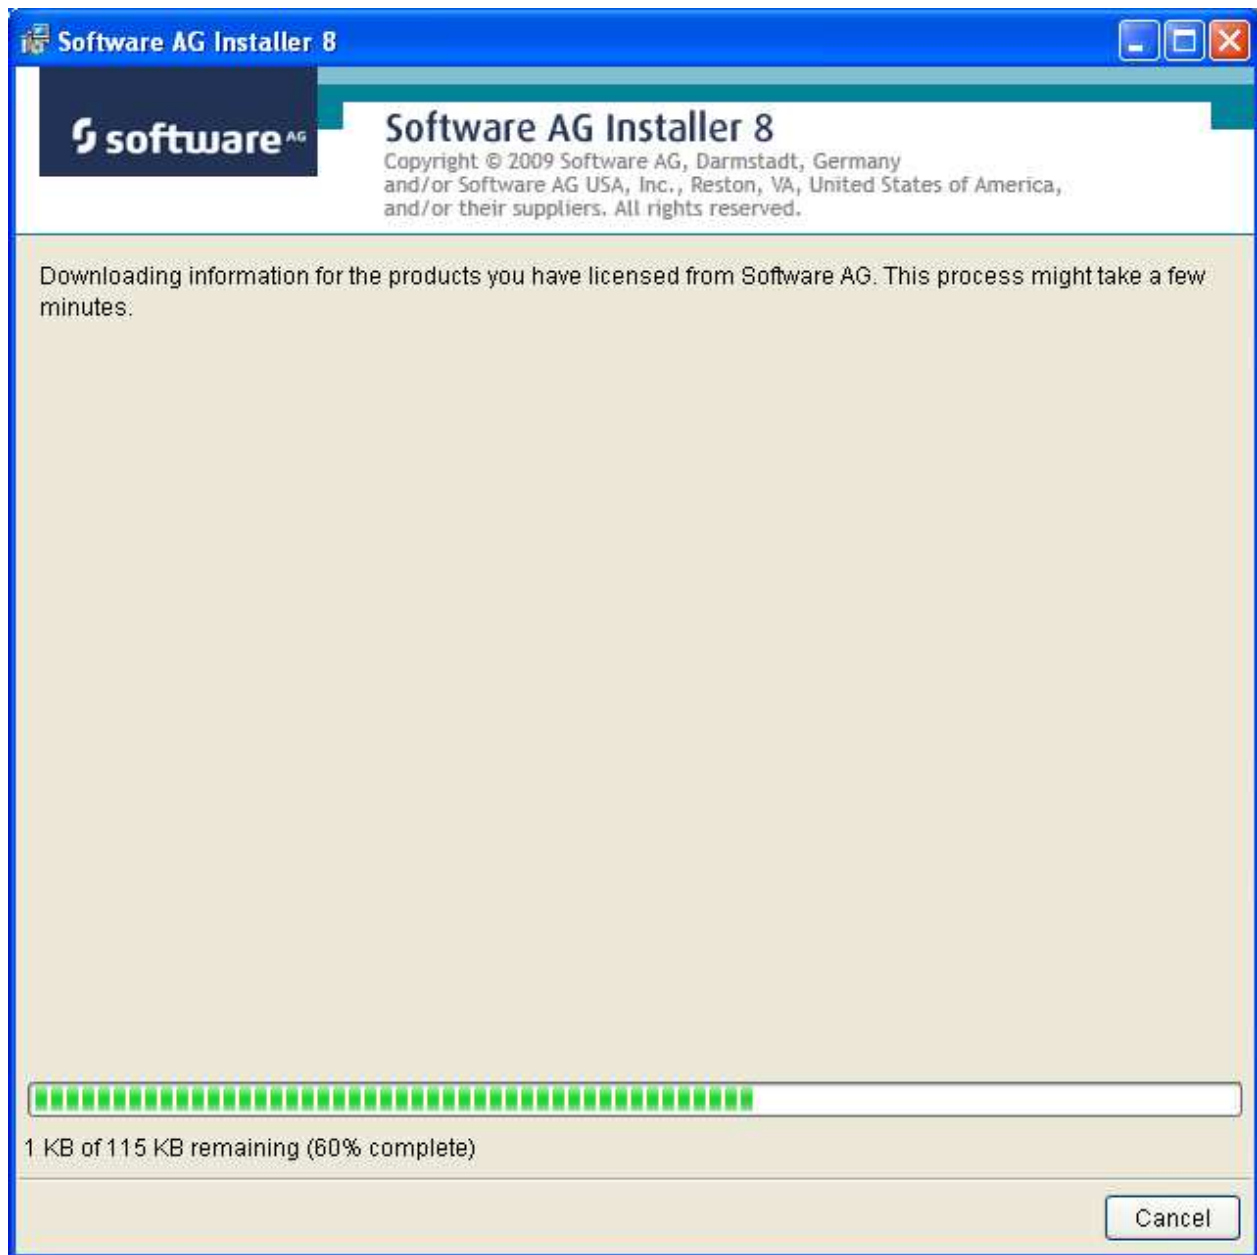 Software AG Installer 8
software AG
Software AG Installer 8
Copyright © 2009 Software AG, Darmstadt, Germany
and/or Software AG USA, Inc., Reston, VA, United States of America,
and/or their suppliers. All rights reserved.
Downloading information for the products you have licensed from Software AG. This process might take a few
minutes.
1 KB of 115 KB remaining (60% complete)
Cancel